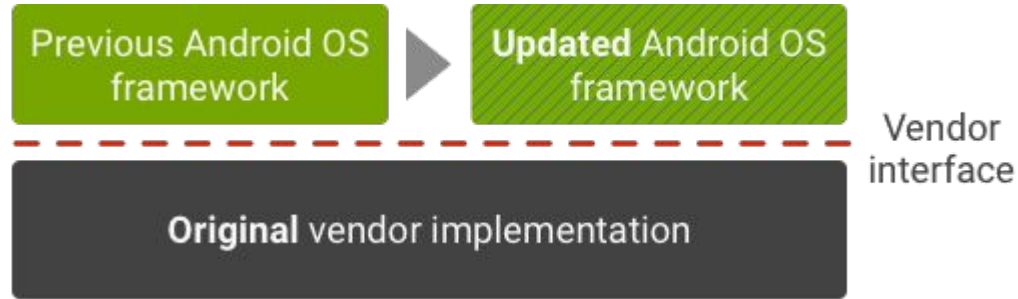 Previous Android OS
framework
Updated Android OS
framework
Vendor
interface
Original vendor implementation